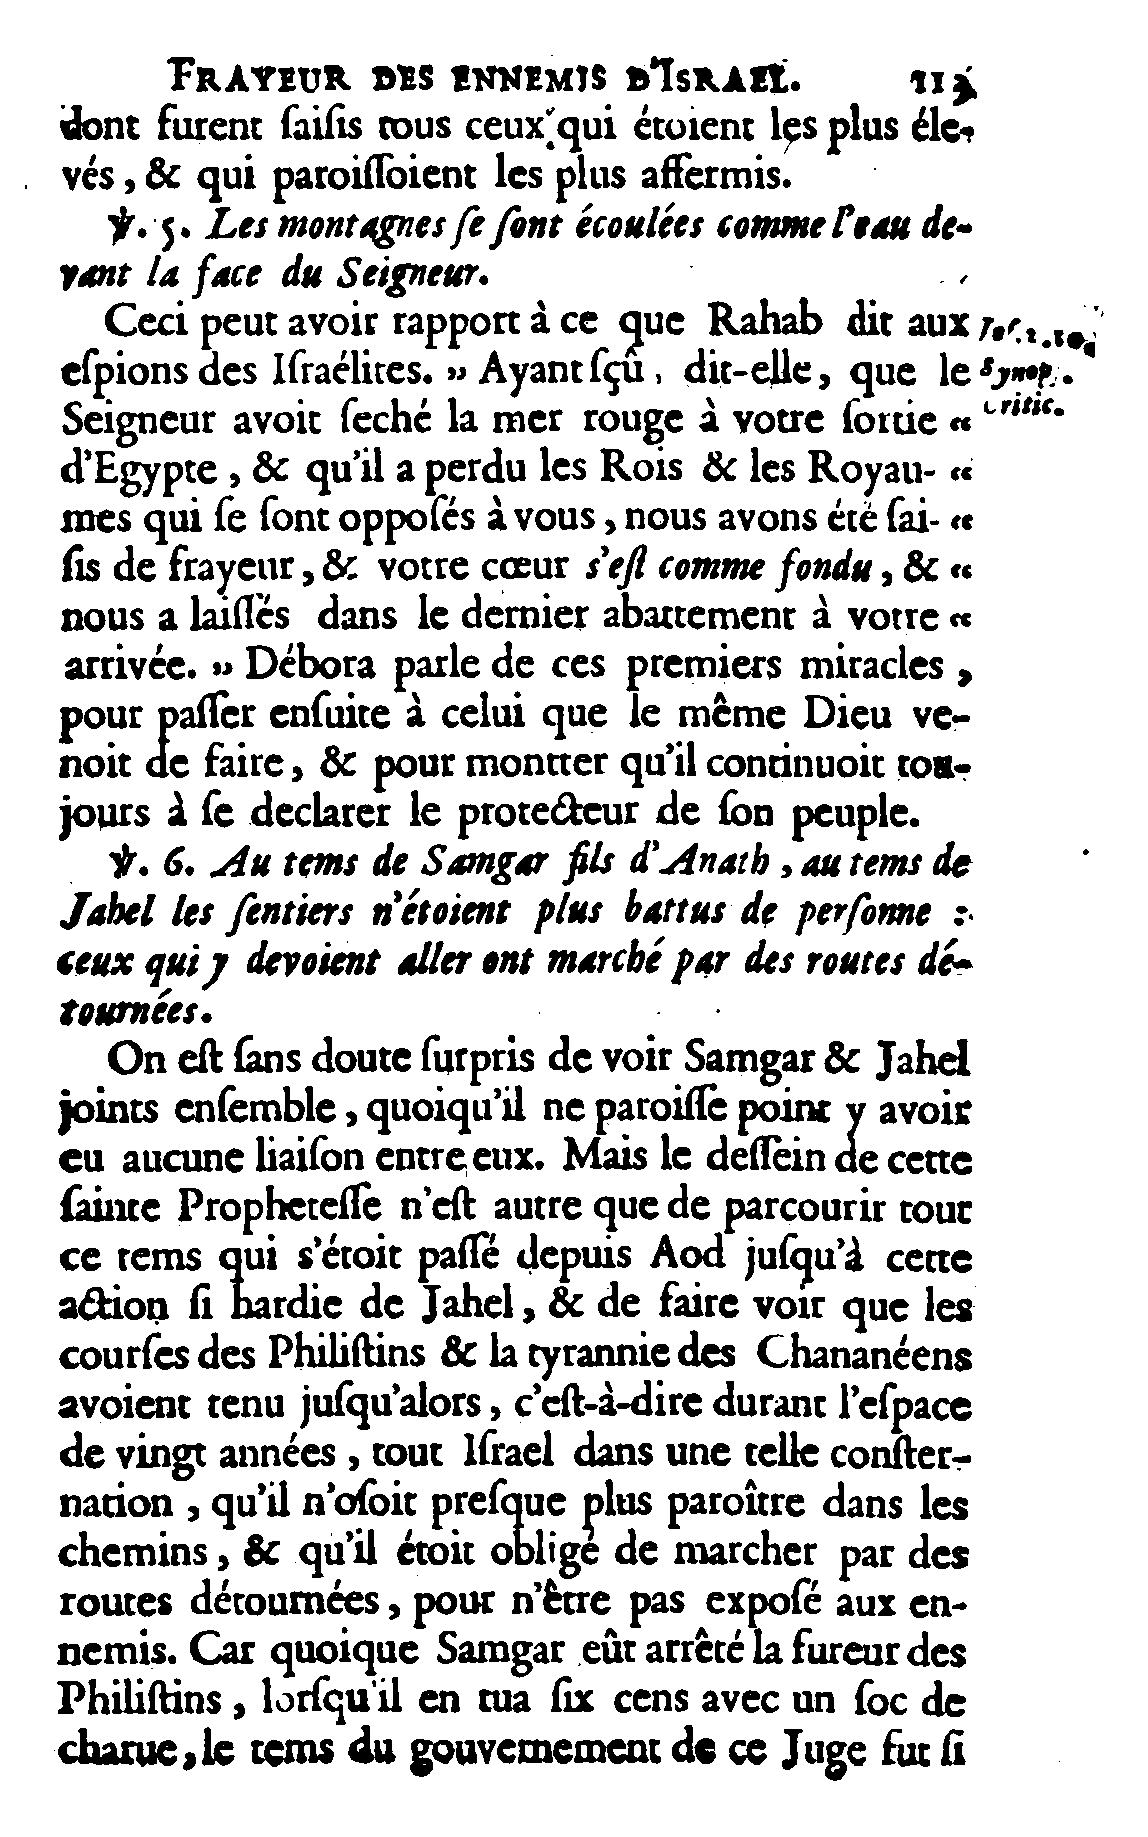 FRAYEUR DES ENNEMIS D'ISRAEL. 113
dont furent ſaiſis tous ceux qui étoient les plus éle-
vés, & qui paroiſſoient les plus affermis.
℣. 5. Les montagnes ſe ſont écoulées comme l'eau de-
vant la face du Seigneur.
Ceci peut avoir rapport à ce que Rahab dit aux
eſpions des Iſraélites. » Ayant ſçû, dit-elle, que le
Synop.
Seigneur avoit ſeché la mer rouge à votre ſortie «
critic.
d'Egypte, & qu'il a perdu les Rois & les Royau- «
mes qui ſe ſont oppoſés à vous, nous avons été ſai- «
ſis de frayeur, & votre cœur s'eſt comme fondu, & «
nous a laiſſés dans le dernier abattement à votre «
arrivée. » Débora parle de ces premiers miracles,
pour paſſer enſuite à celui que le même Dieu ve-
noit de faire, & pour montrer qu'il continuoit tou-
jours à ſe declarer le protecteur de ſon peuple.
℣. 6. Au tems de Samgar fils d'Anath, au tems de
Jahel les ſentiers n'étoient plus battus de perſonne :
ceux qui y devoient aller ont marché par des routes dé-
tournées.
On eſt ſans doute ſurpris de voir Samgar & Jahel
joints enſemble, quoiqu'il ne paroiſſe point y avoir
eu aucune liaiſon entre eux. Mais le deſſein de cette
ſainte Propheteſſe n'eſt autre que de parcourir tout
ce tems qui s'étoit paſſé depuis Aod juſqu'à cette
action ſi hardie de Jahel, & de faire voir que les
courſes des Philiſtins & la tyrannie des Chananéens
avoient tenu juſqu'alors, c'eſt-à-dire durant l'eſpace
de vingt années, tout Iſrael dans une telle conſter-
nation, qu'il n'oſoit preſque plus paroître dans les
chemins, & qu'il étoit obligé de marcher par des
routes détournées, pour n'être pas expoſé aux en-
nemis. Car quoique Samgar eût arrêté la fureur des
Philiſtins, lorſqu'il en tua ſix cens avec un ſoc de
charue, le tems du gouvernement de ce Juge fut ſi